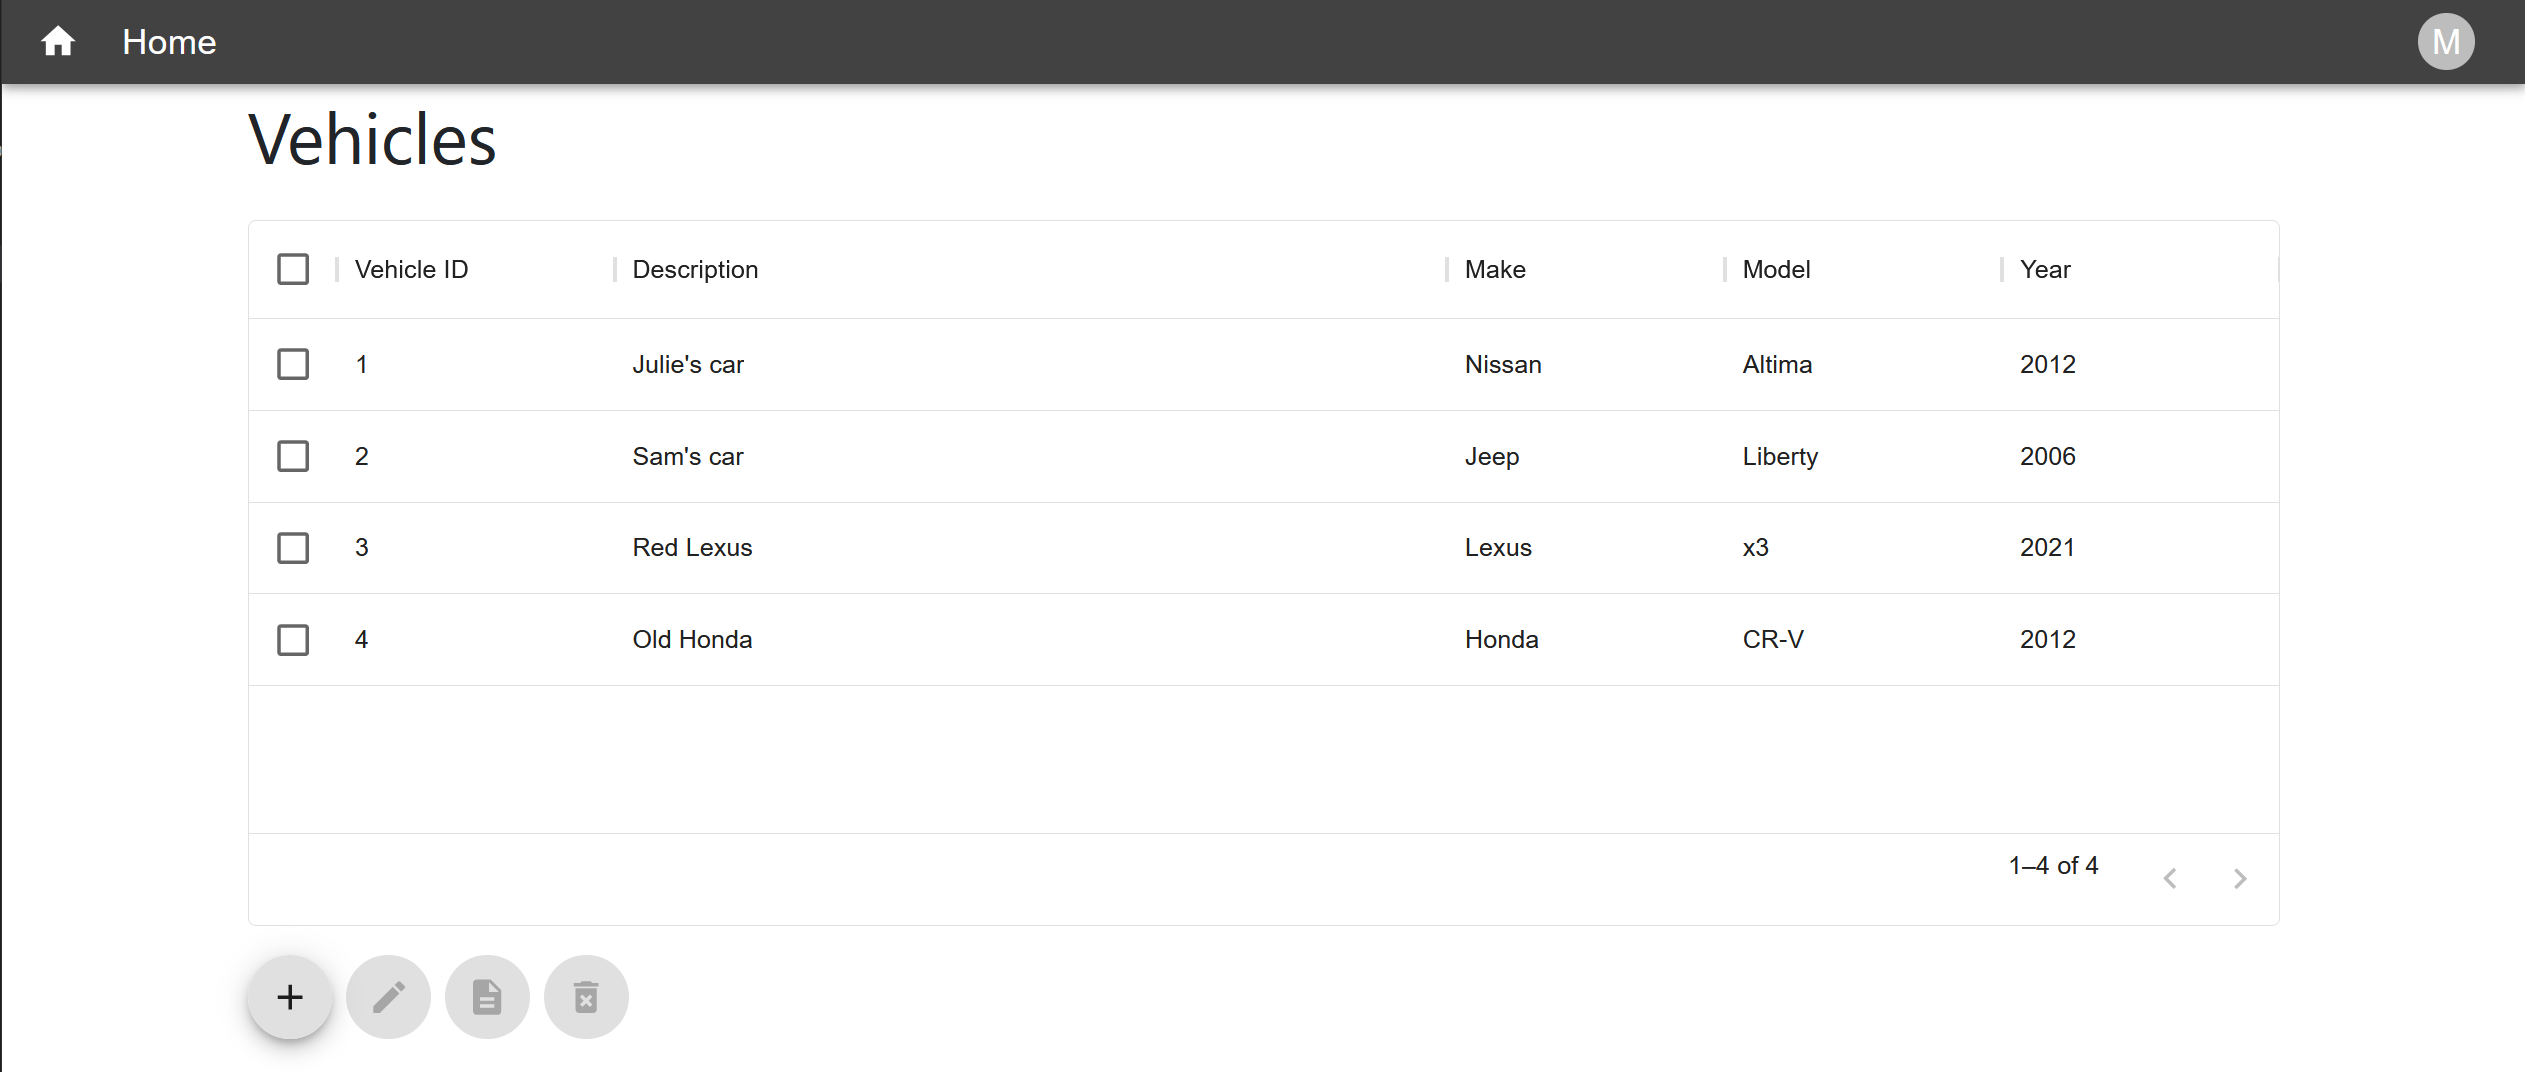 Home M
Vehicles
Vehicle ID Description Make Model Year
1 Julie's car Nissan Altima 2012
2 Sam's car Jeep Liberty 2006
3 Red Lexus Lexus x3 2021
4 Old Honda Honda CR-V 2012
1–4 of 4